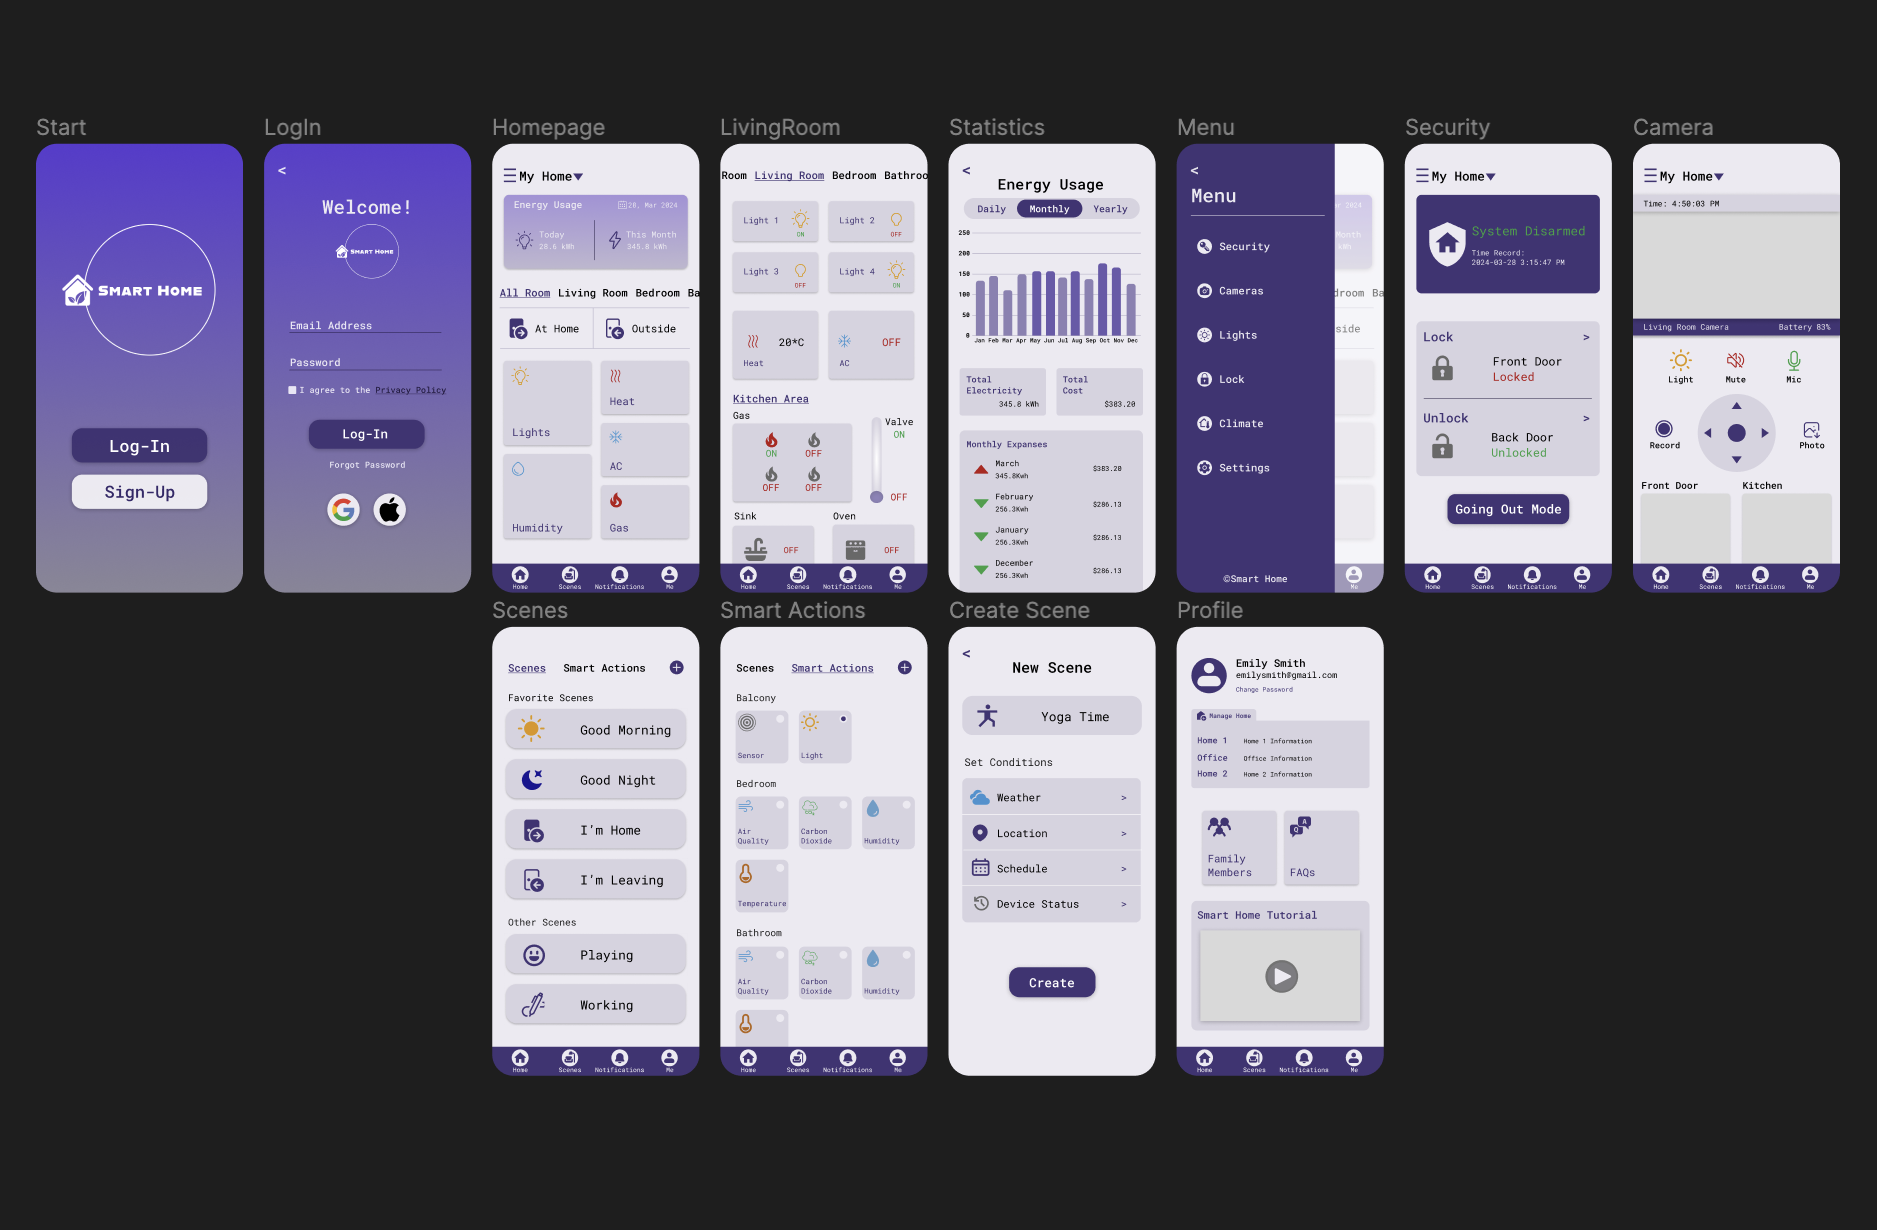 Start
Smart Home
Log-In
Sign-Up
LogIn
<
Welcome!
Smart Home
Email Address
Password
I agree to the Privacy Policy
Log-In
Forgot Password
Homepage
My Home
Energy Usage
28, Mar 2024
Today
20.6 kWh
This Month
345.8 kWh
All Room Living Room Bedroom Ba
At Home
Outside
Lights
Heat
AC
Humidity
Gas
Home
Scenes
Notifications
Me
LivingRoom
Room Living Room Bedroom Bathroo
Light 1
ON
Light 2
OFF
Light 3
OFF
Light 4
ON
20*C
Heat
OFF
AC
Kitchen Area
Gas
Valve
ON
ON
OFF
OFF
OFF
OFF
Sink
Oven
OFF
OFF
Home
Scenes
Notifications
Me
Statistics
<
Energy Usage
Daily
Monthly
Yearly
250
200
150
100
50
0
Jan Feb Mar Apr May Jun Jul Aug Sep Oct Nov Dec
Total
Electricity
345.8 kWh
Total
Cost
$383.20
Monthly Expanses
March
345.8Kwh
$383.20
February
256.3Kwh
$286.13
January
256.3Kwh
$286.13
December
256.3Kwh
$286.13
Menu
<
Menu
Security
Cameras
Lights
Lock
Climate
Settings
©Smart Home
ar 2024
Month
kWh
droom Ba
side
Me
Security
My Home
System Disarmed
Time Record:
2024-03-28 3:15:47 PM
Lock
>
Front Door
Locked
Unlock
>
Back Door
Unlocked
Going Out Mode
Home
Scenes
Notifications
Me
Camera
My Home
Time: 4:50:03 PM
Living Room Camera
Battery 83%
Light
Mute
Mic
Record
Photo
Front Door
Kitchen
Home
Scenes
Notifications
Me
Scenes
Scenes
Smart Actions
Favorite Scenes
Good Morning
Good Night
I'm Home
I'm Leaving
Other Scenes
Playing
Working
Home
Scenes
Notifications
Me
Smart Actions
Scenes
Smart Actions
Balcony
Sensor
Light
Bedroom
Air
Quality
Carbon
Dioxide
Humidity
Temperature
Bathroom
Air
Quality
Carbon
Dioxide
Humidity
Home
Scenes
Notifications
Me
Create Scene
<
New Scene
Yoga Time
Set Conditions
Weather >
Location >
Schedule >
Device Status >
Create
Profile
Emily Smith
emilysmith@gmail.com
Change Password
Manage Home
Home 1
Home 1 Information
Office
Office Information
Home 2
Home 2 Information
Family
Members
Q
A
FAQs
Smart Home Tutorial
Home
Scenes
Notifications
Me